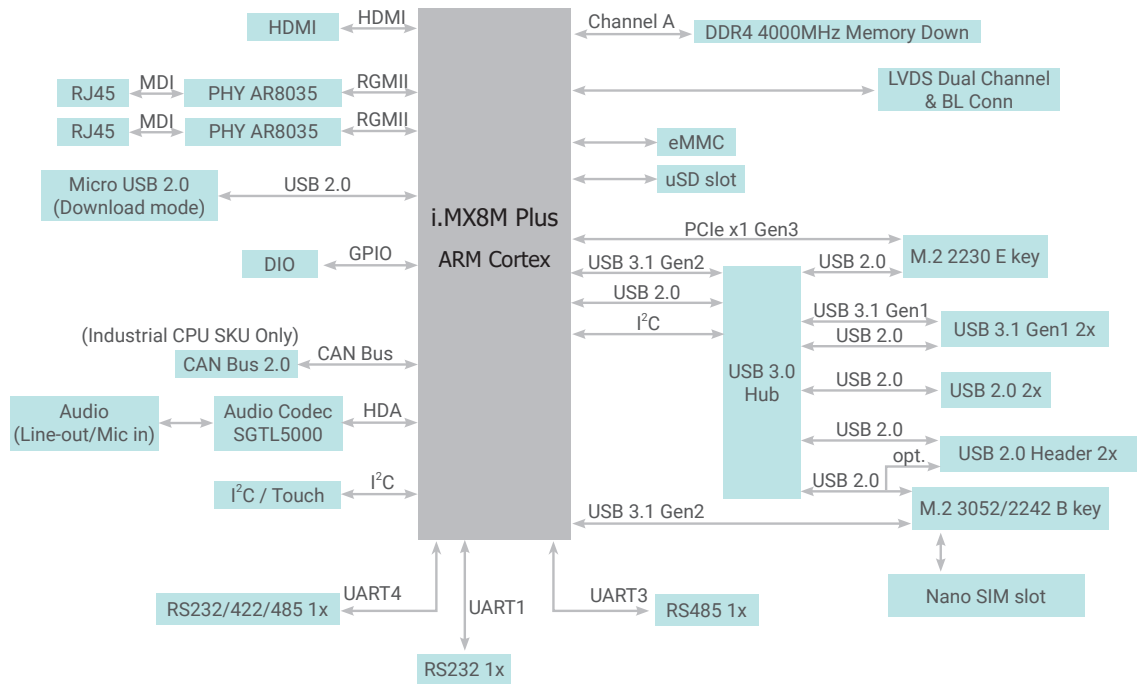 HDMI
HDMI
Channel A
DDR4 4000MHz Memory Down
RJ45
MDI
PHY AR8035
RGMII
LVDS Dual Channel
& BL Conn
RJ45
MDI
PHY AR8035
RGMII
eMMC
uSD slot
Micro USB 2.0
(Download mode)
USB 2.0
i.MX8M Plus
ARM Cortex
PCIe x1 Gen3
M.2 2230 E key
DIO
GPIO
USB 3.1 Gen2
USB 2.0
USB 2.0
I²C
USB 3.0
Hub
USB 3.1 Gen1
USB 2.0
USB 3.1 Gen1 2x
(Industrial CPU SKU Only)
CAN Bus 2.0
CAN Bus
USB 2.0
USB 2.0 2x
Audio
(Line-out/Mic in)
Audio Codec
SGTL5000
HDA
USB 2.0
USB 2.0 Header 2x
opt.
USB 2.0
I²C / Touch
I²C
USB 3.1 Gen2
M.2 3052/2242 B key
Nano SIM slot
RS232/422/485 1x
UART4
UART1
UART3
RS485 1x
RS232 1x